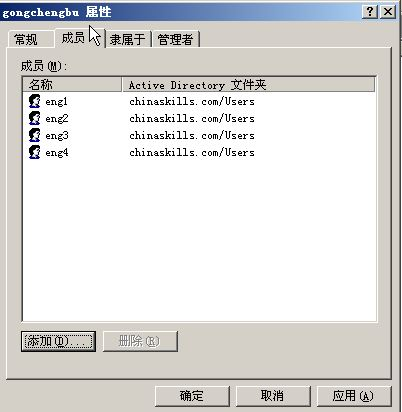 gongchengbu 属性
常规 成员 隶属于 管理者
成员(M):
名称 Active Directory 文件夹
eng1 chinaskills.com/Users
eng2 chinaskills.com/Users
eng3 chinaskills.com/Users
eng4 chinaskills.com/Users
添加(D)... 删除(R)
确定 取消 应用(A)